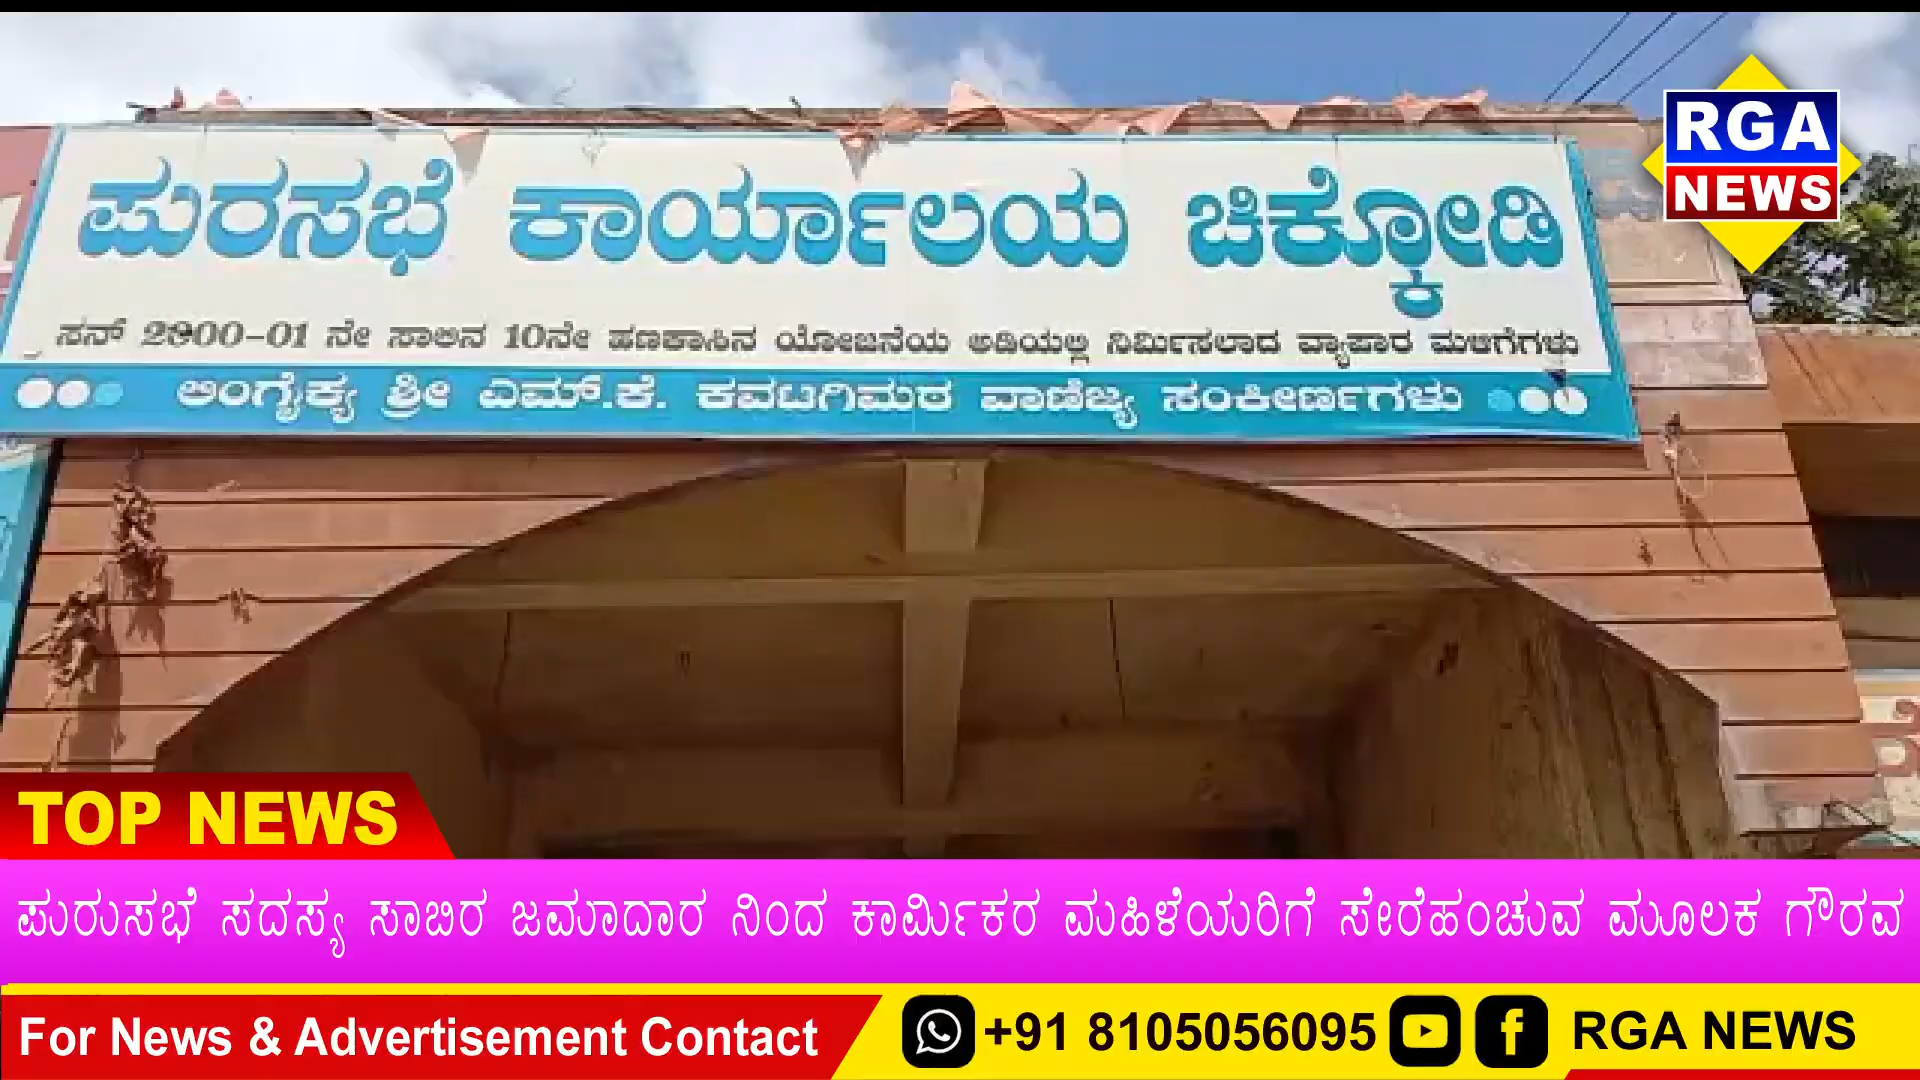 ಪುರಸಭೆ ಕಾರ್ಯಾಲಯ ಚಿಕ್ಕೋಡಿ
RGA
NEWS
ಸನ್ 2000-01 ನೇ ಸಾಲಿನ 10ನೇ ಹಣಕಾಸಿನ ಯೋಜನೆಯ ಅಡಿಯಲ್ಲಿ ನಿರ್ಮಿಸಲಾದ ವ್ಯಾಪಾರ ಮಳಿಗೆಗಳು
ಲಿಂಗೈಕ್ಯ ಶ್ರೀ ಎಮ್.ಕೆ. ಕವಟಗಿಮಠ ವಾಣಿಜ್ಯ ಸಂಕೀರ್ಣಗಳು
TOP NEWS
ಪುರುಸಭೆ ಸದಸ್ಯ ಸಾಬಿರ ಜಮಾದಾರ ನಿಂದ ಕಾರ್ಮಿಕರ ಮಹಿಳೆಯರಿಗೆ ಸೇರೆಹಂಚುವ ಮೂಲಕ ಗೌರವ
For News & Advertisement Contact +91 8105056095 RGA NEWS